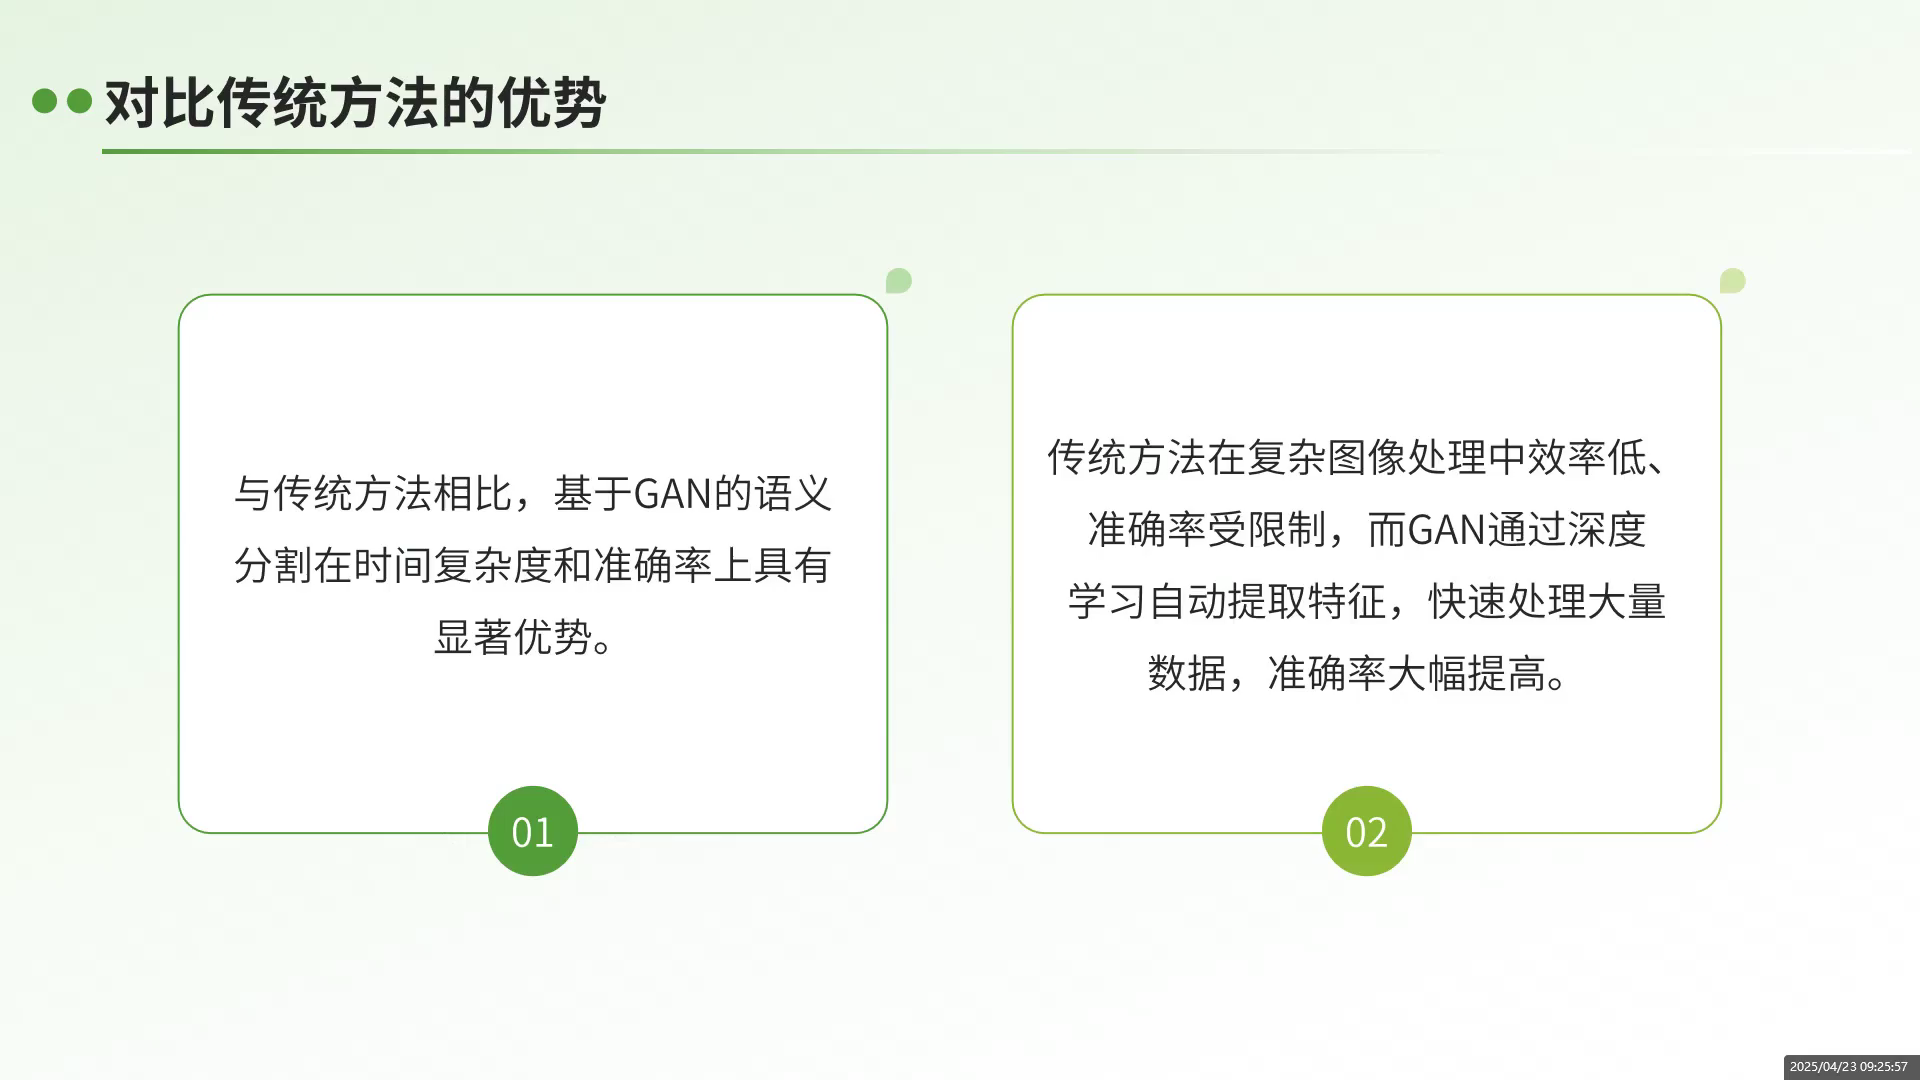 对比传统方法的优势
与传统方法相比，基于GAN的语义
分割在时间复杂度和准确率上具有
显著优势。
01
传统方法在复杂图像处理中效率低、
准确率受限制，而GAN通过深度
学习自动提取特征，快速处理大量
数据，准确率大幅提高。
02
2025/04/23 09:25:57